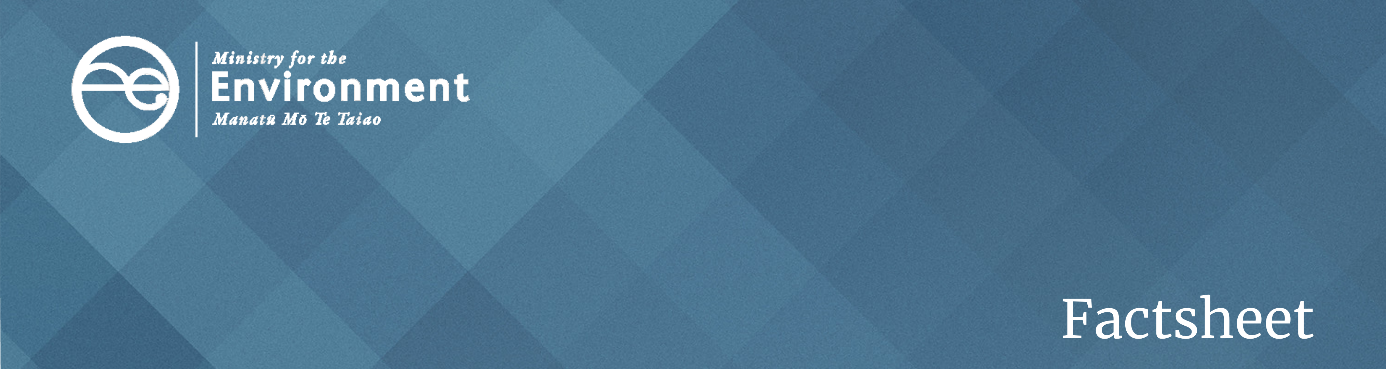 Ministry for the
Environment
Manatū Mō Te Taiao
Factsheet